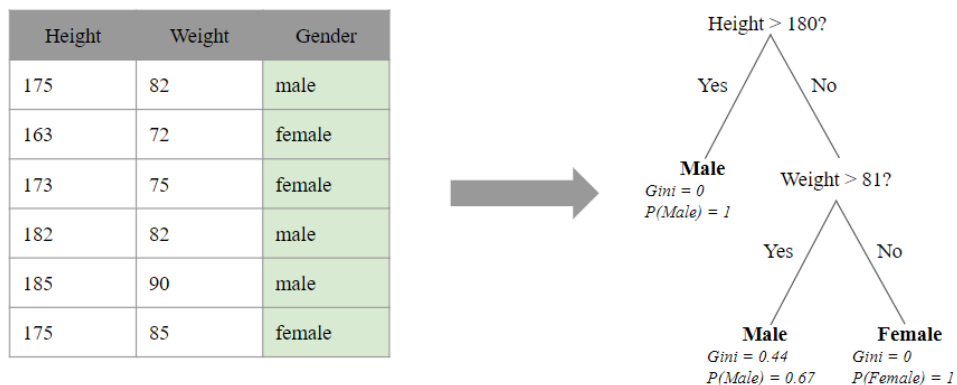 Height Weight Gender
175 82 male
163 72 female
173 75 female
182 82 male
185 90 male
175 85 female
Height > 180?
Yes No
Male
Gini = 0
P(Male) = 1
Weight > 81?
Yes No
Male
Gini = 0.44
P(Male) = 0.67
Female
Gini = 0
P(Female) = 1